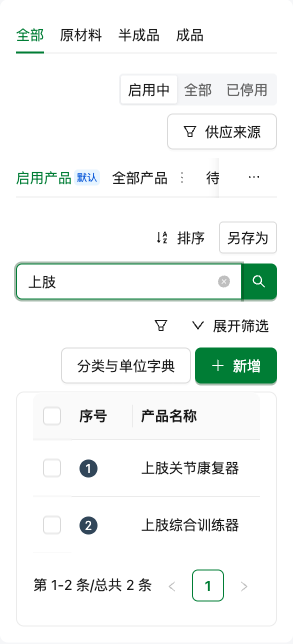 全部 原材料 半成品 成品
启用中 全部 已停用
供应来源
启用产品 默认 全部产品 ⋮ 待 ···
排序 另存为
上肢
展开筛选
分类与单位字典 + 新增
序号 产品名称
1 上肢关节康复器
2 上肢综合训练器
第 1-2 条/总共 2 条 < 1 >